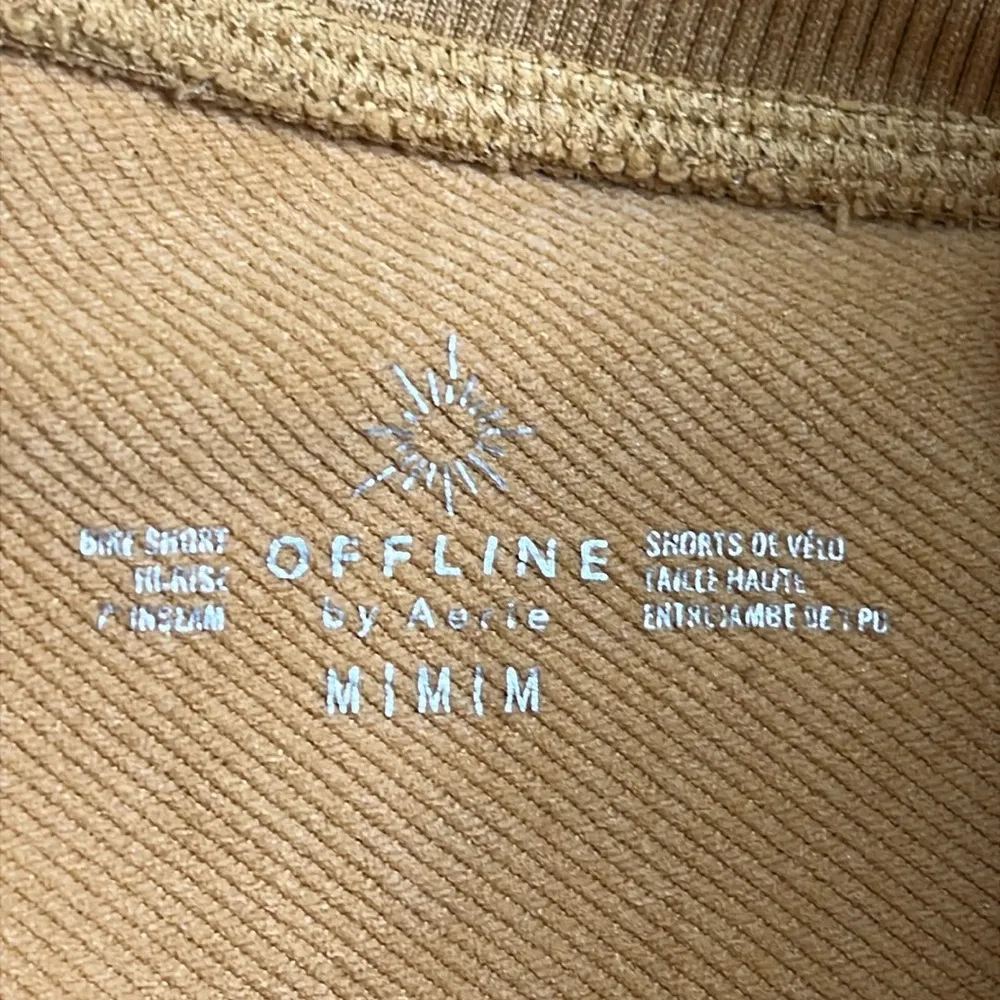 OFFLINE
by Aerie
M | M | M
BIKE SHORT
HI-RISE
7" INSEAM
SHORTS DE VÉLO
TAILLE HAUTE
ENTREJAMBE DE 7 PO